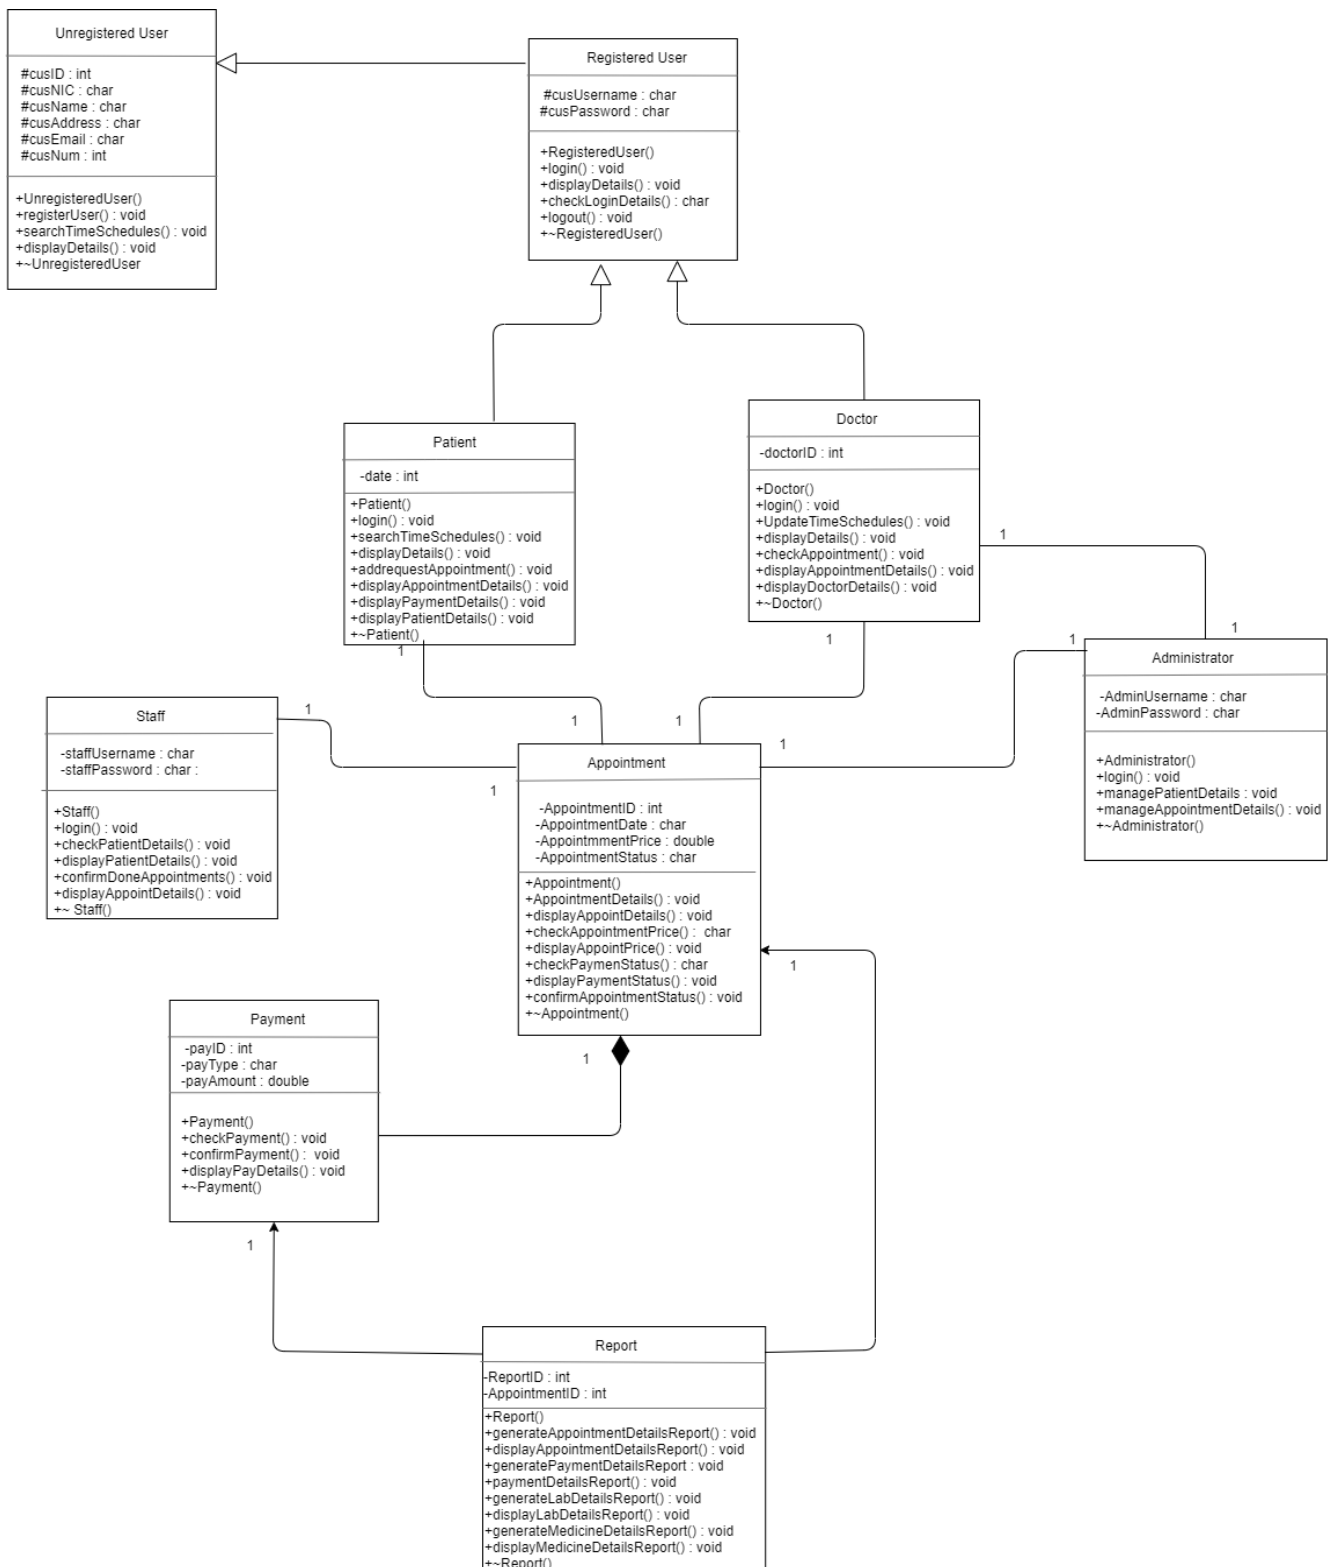 Unregistered User
#cusID : int
#cusNIC : char
#cusName : char
#cusAddress : char
#cusEmail : char
#cusNum : int
+UnregisteredUser()
+registerUser() : void
+searchTimeSchedules() : void
+displayDetails() : void
+~UnregisteredUser
Registered User
#cusUsername : char
#cusPassword : char
+RegisteredUser()
+login() : void
+displayDetails() : void
+checkLoginDetails() : char
+logout() : void
+~RegisteredUser()
Patient
-date : int
+Patient()
+login() : void
+searchTimeSchedules() : void
+displayDetails() : void
+addrequestAppointment() : void
+displayAppointmentDetails() : void
+displayPaymentDetails() : void
+displayPatientDetails() : void
+~Patient()
1
Doctor
-doctorID : int
+Doctor()
+login() : void
+UpdateTimeSchedules() : void
+displayDetails() : void
+checkAppointment() : void
+displayAppointmentDetails() : void
+displayDoctorDetails() : void
+~Doctor()
1
1
1
1
Administrator
-AdminUsername : char
-AdminPassword : char
+Administrator()
+login() : void
+managePatientDetails : void
+manageAppointmentDetails() : void
+~Administrator()
Staff
-staffUsername : char
-staffPassword : char :
+Staff()
+login() : void
+checkPatientDetails() : void
+displayPatientDetails() : void
+confirmDoneAppointments() : void
+displayAppointDetails() : void
+~ Staff()
1
1
1
1
1
Appointment
-AppointmentID : int
-AppointmentDate : char
-AppointmmentPrice : double
-AppointmentStatus : char
+Appointment()
+AppointmentDetails() : void
+displayAppointDetails() : void
+checkAppointmentPrice() : char
+displayAppointPrice() : void
+checkPaymenStatus() : char
+displayPaymentStatus() : void
+confirmAppointmentStatus() : void
+~Appointment()
1
1
Payment
-payID : int
-payType : char
-payAmount : double
+Payment()
+checkPayment() : void
+confirmPayment() : void
+displayPayDetails() : void
+~Payment()
1
Report
-ReportID : int
-AppointmentID : int
+Report()
+generateAppointmentDetailsReport() : void
+displayAppointmentDetailsReport() : void
+generatePaymentDetailsReport : void
+paymentDetailsReport() : void
+generateLabDetailsReport() : void
+displayLabDetailsReport() : void
+generateMedicineDetailsReport() : void
+displayMedicineDetailsReport() : void
+~Report()